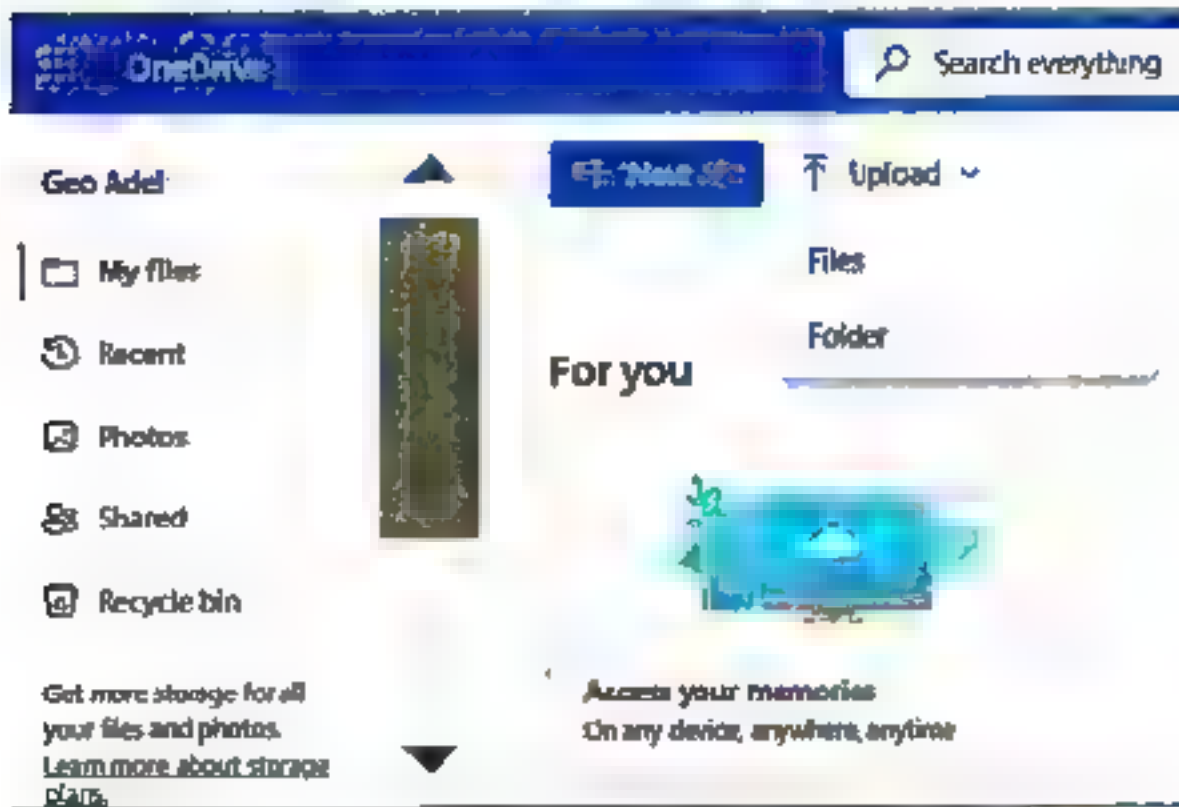 OneDrive
Search everything
Geo Adel
Upload
My files
Files
Recent
Folder
For you
Photos
Shared
Recycle bin
Get more storage for all
your files and photos.
Learn more about storage
plans.
Access your memories
On any device, anywhere, anytime